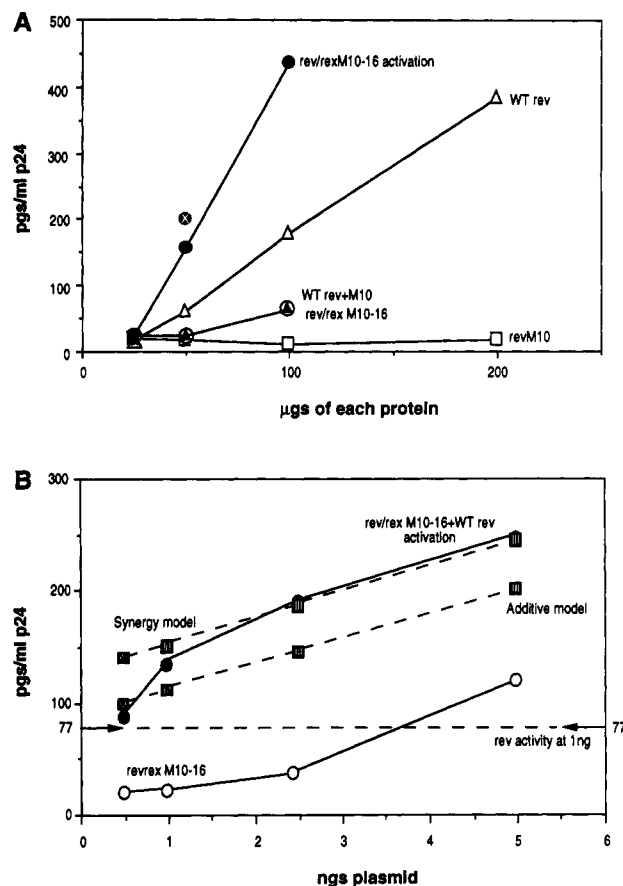 A
500
400
300
200
100
0
pgs/ml p24
rev/rexM10-16 activation
WT rev
WT rev+M10
rev/rex M10-16
revM10
0
100
200
µgs of each protein
B
300
200
100
77
0
pgs/ml p24
rev/rex M10-16+WT rev
activation
Synergy model
Additive model
77
rev activity at 1ng
revrex M10-16
0
1
2
3
4
5
6
ngs plasmid